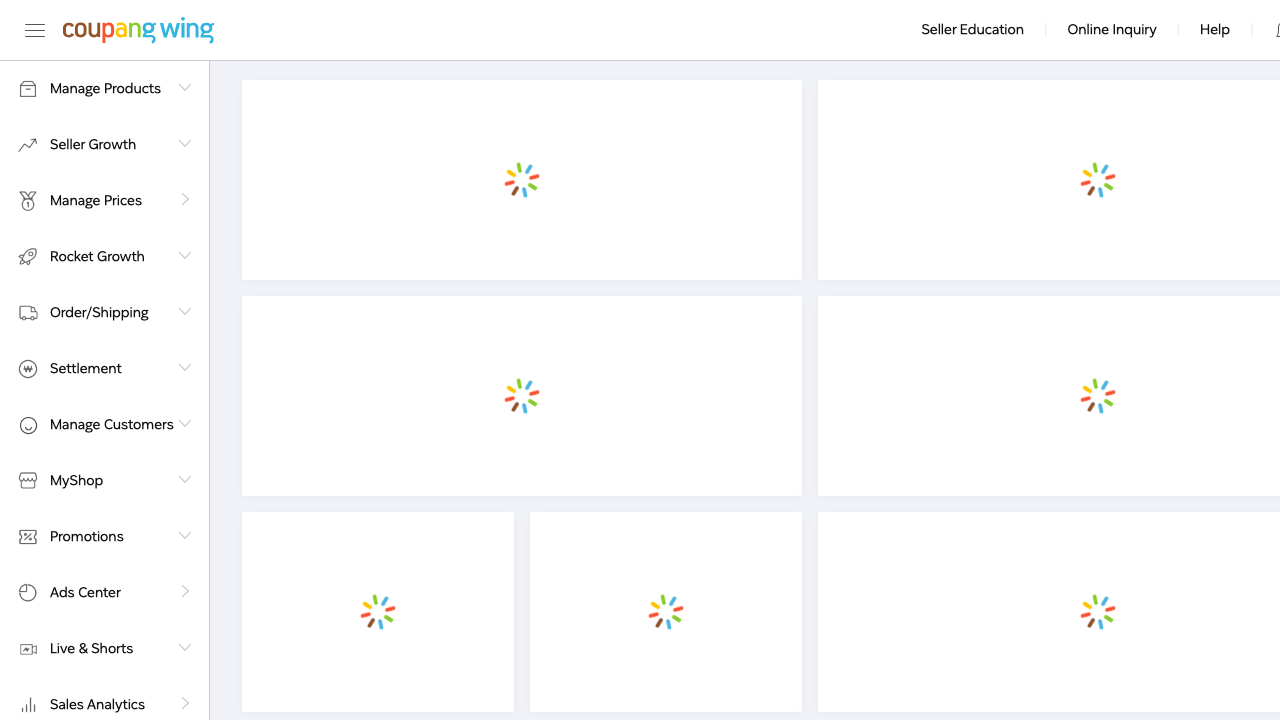 coupang wing
Seller Education
Online Inquiry
Help
Manage Products
Seller Growth
Manage Prices
Rocket Growth
Order/Shipping
Settlement
Manage Customers
MyShop
Promotions
Ads Center
Live & Shorts
Sales Analytics